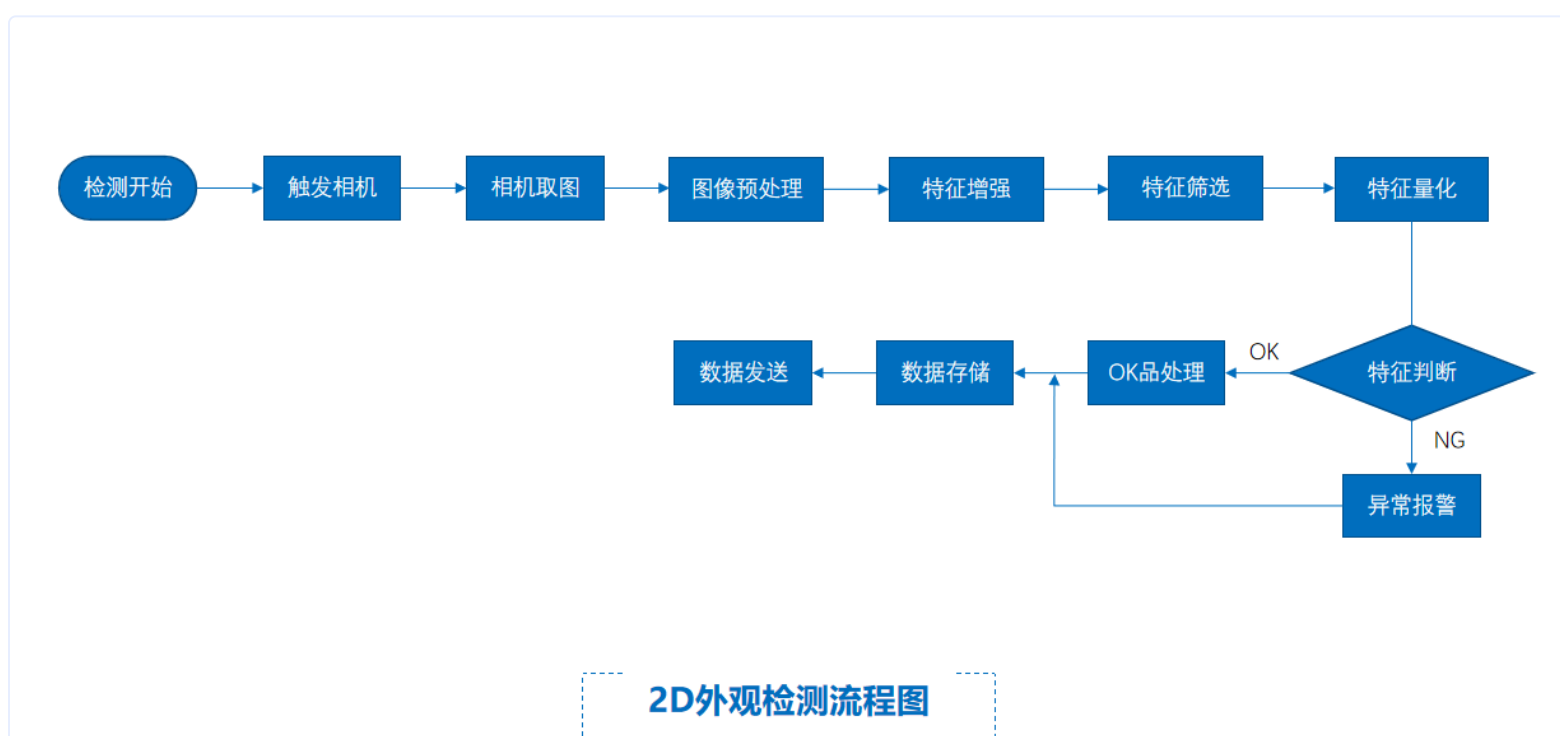 检测开始
触发相机
相机取图
图像预处理
特征增强
特征筛选
特征量化
数据发送
数据存储
OK品处理
OK
特征判断
NG
异常报警
2D外观检测流程图